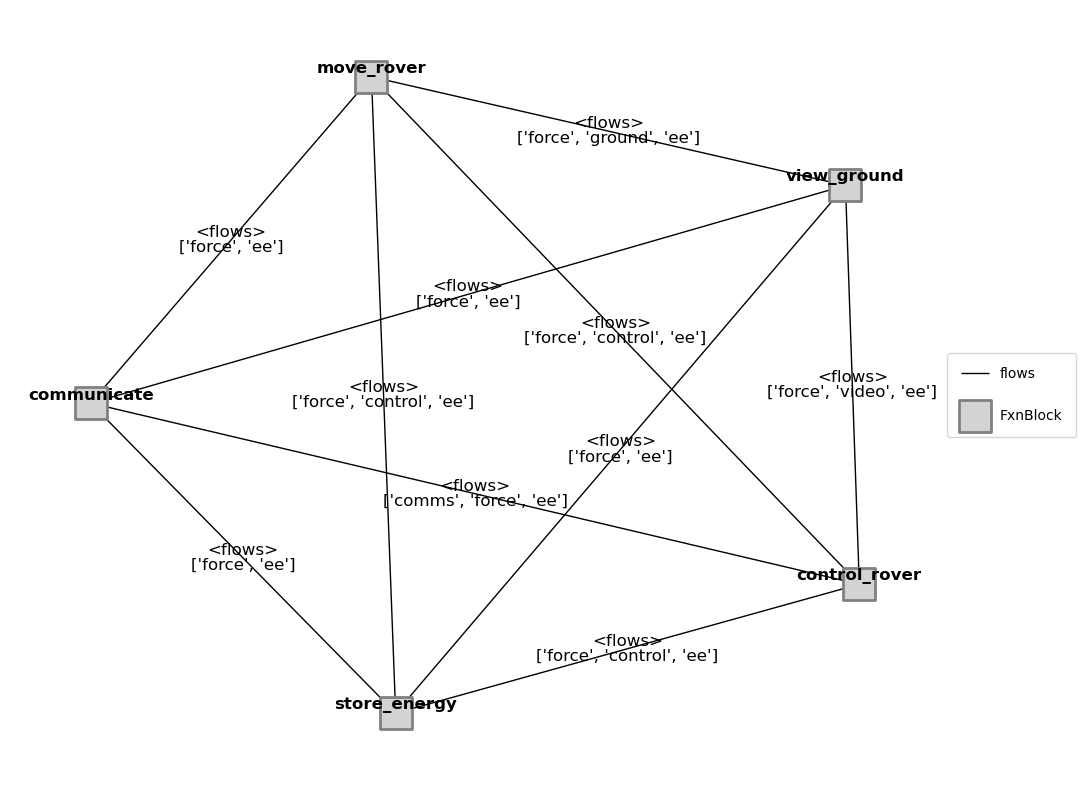 move_rover
<flows>
['force', 'ground', 'ee']
view_ground
<flows>
['force', 'ee']
<flows>
['force', 'ee']
<flows>
['force', 'control', 'ee']
<flows>
['force', 'video', 'ee']
flows
FxnBlock
communicate
<flows>
['force', 'control', 'ee']
<flows>
['force', 'ee']
<flows>
['comms', 'force', 'ee']
<flows>
['force', 'ee']
control_rover
<flows>
['force', 'control', 'ee']
store_energy